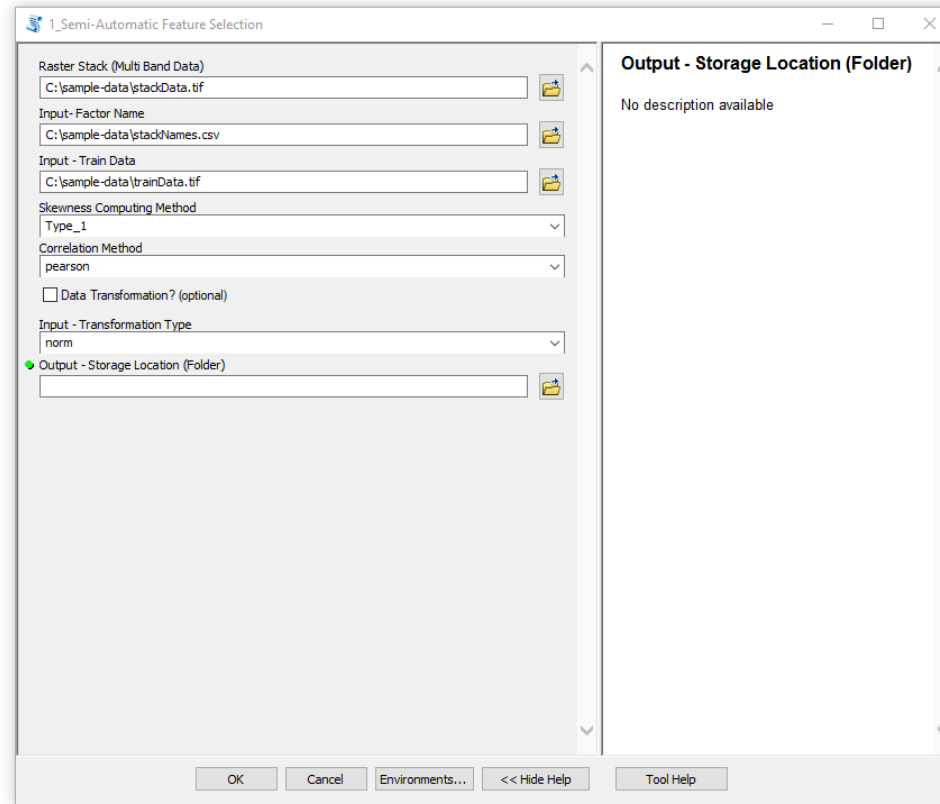 1_Semi-Automatic Feature Selection
Raster Stack (Multi Band Data)
C:\sample-data\stackData.tif
Input- Factor Name
C:\sample-data\stackNames.csv
Input - Train Data
C:\sample-data\trainData.tif
Skewness Computing Method
Type_1
Correlation Method
pearson
Data Transformation? (optional)
Input - Transformation Type
norm
Output - Storage Location (Folder)
Output - Storage Location (Folder)
No description available
OK
Cancel
Environments...
<< Hide Help
Tool Help